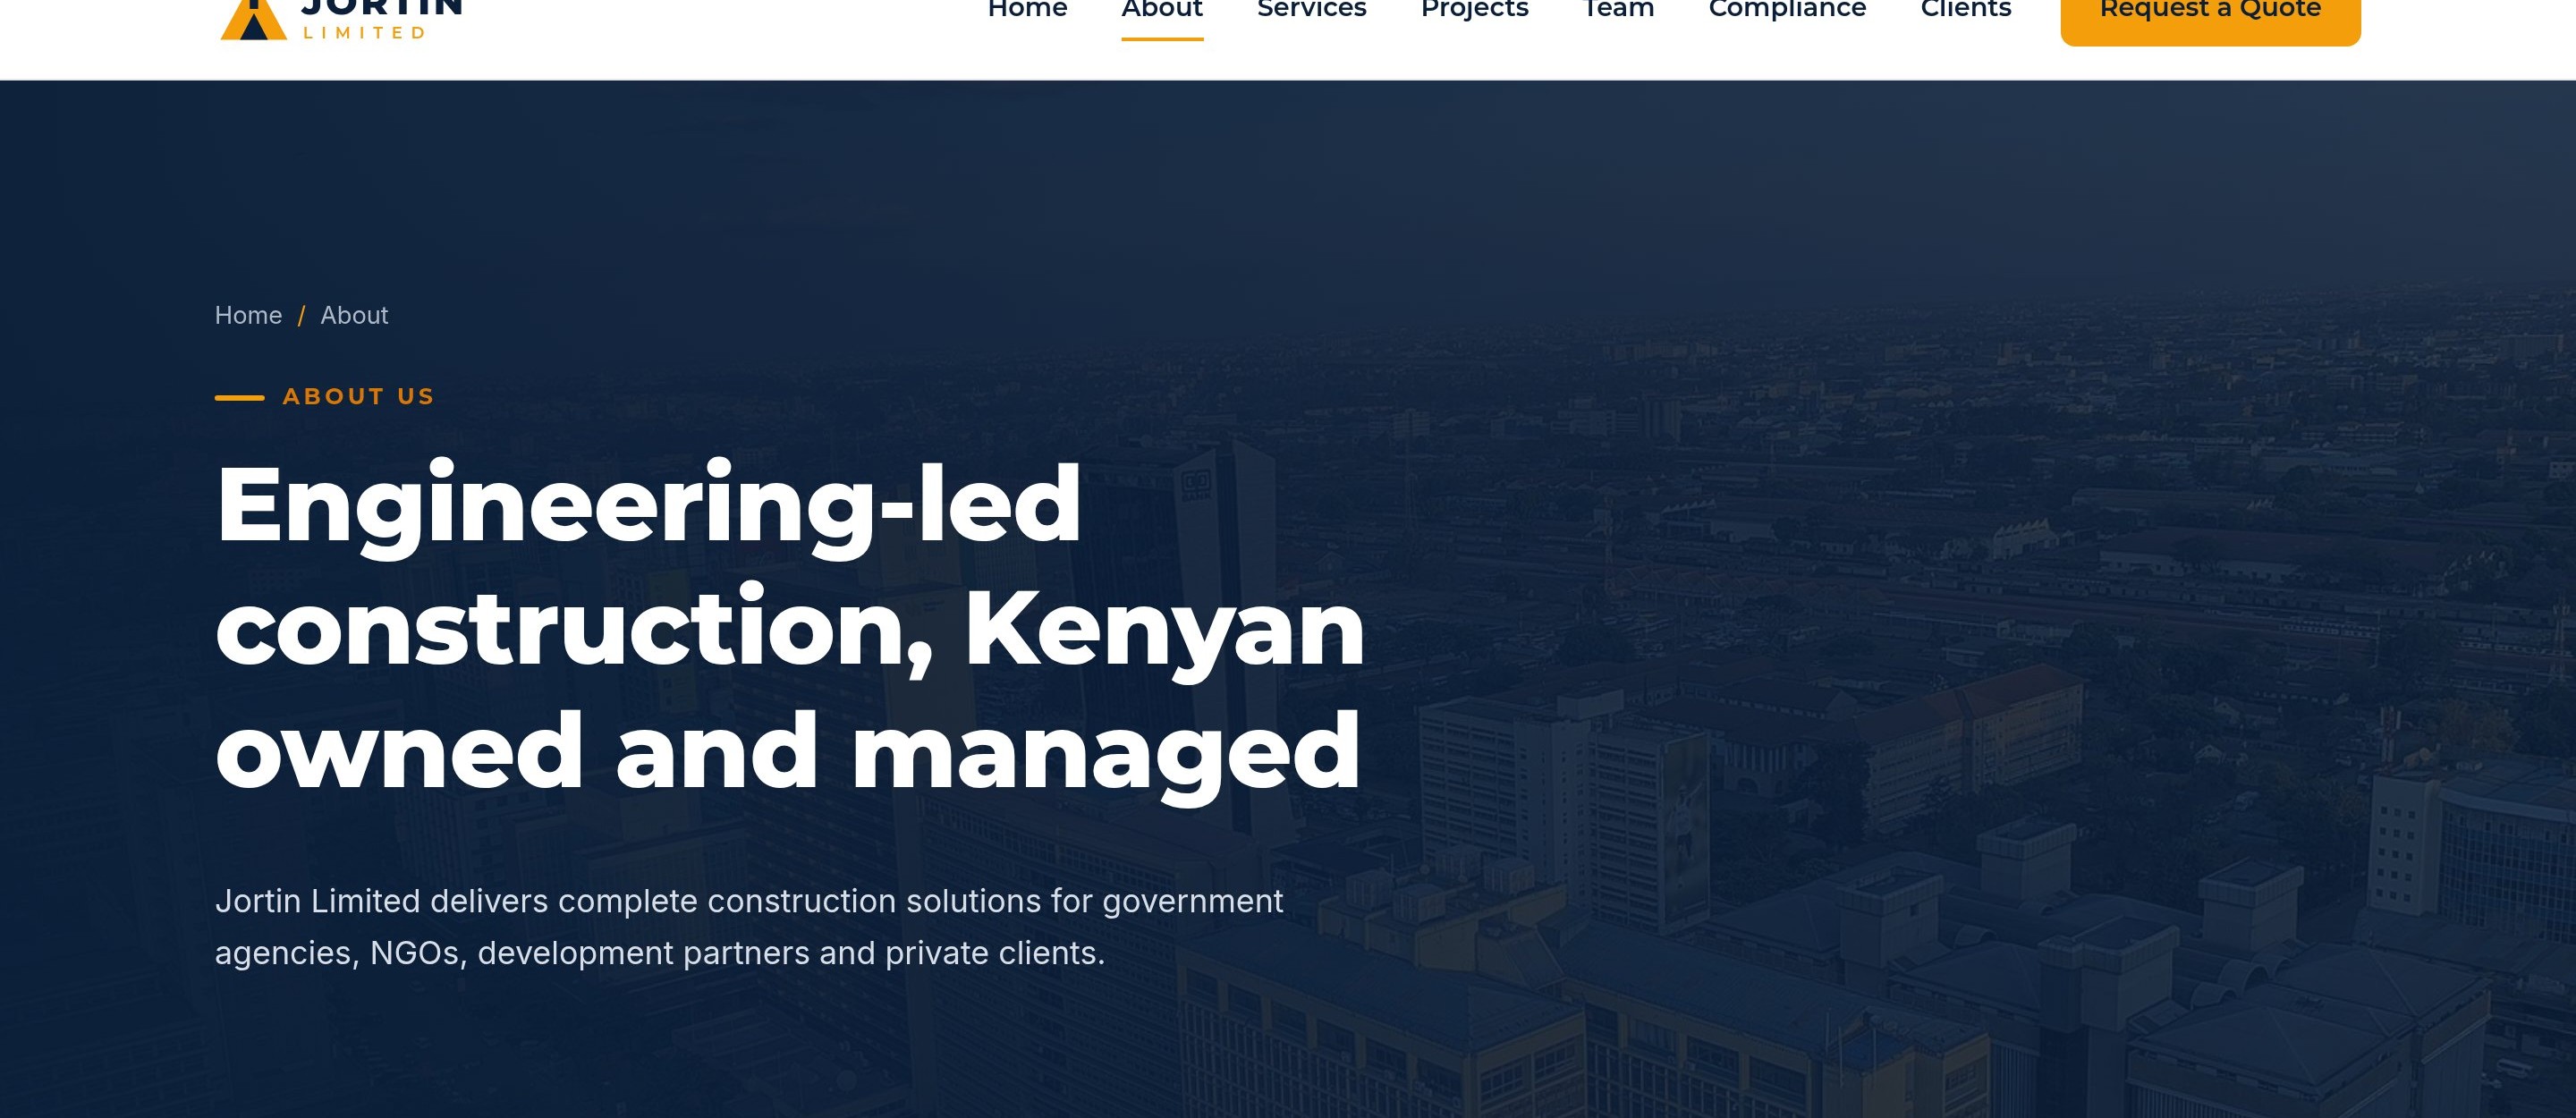 JORTIN
LIMITED
Home About Services Projects Team Compliance Clients Request a Quote
Home / About
ABOUT US
Engineering-led
construction, Kenyan
owned and managed
Jortin Limited delivers complete construction solutions for government
agencies, NGOs, development partners and private clients.